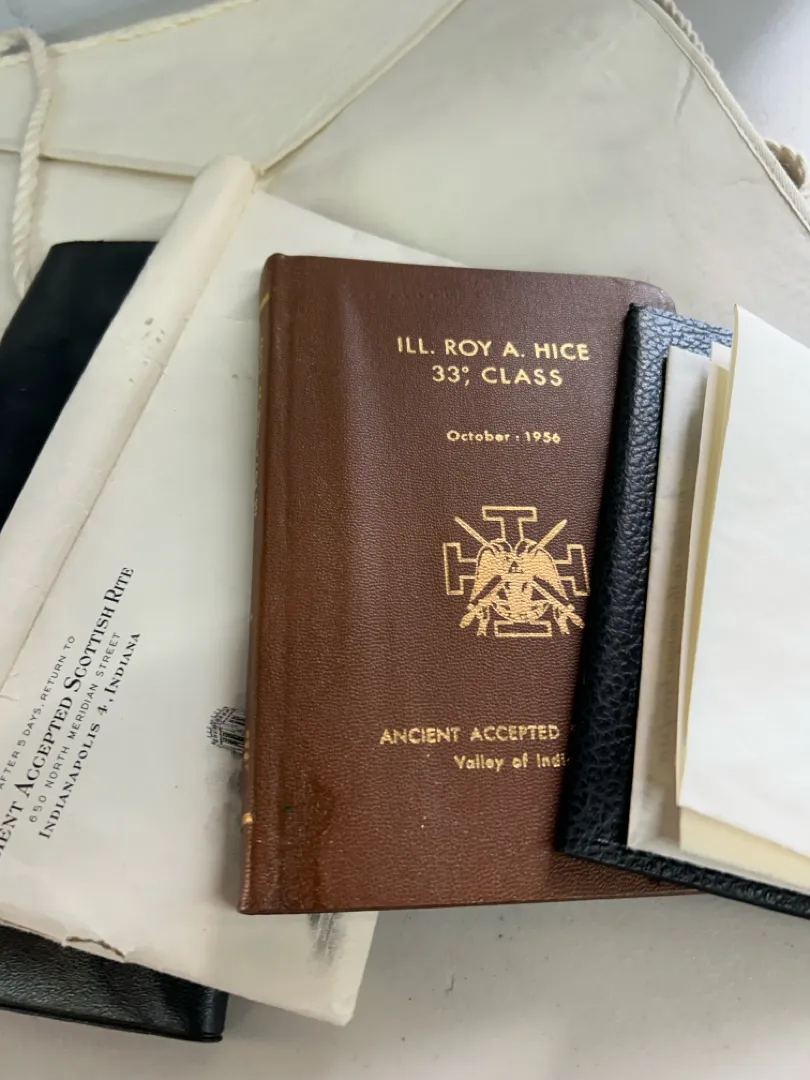 ILL. ROY A. HICE
33°, CLASS
October · 1956
ANCIENT ACCEPTED
Valley of Indi
AFTER 5 DAYS, RETURN TO
IENT ACCEPTED SCOTTISH RITE
650 NORTH MERIDIAN STREET
INDIANAPOLIS 4, INDIANA